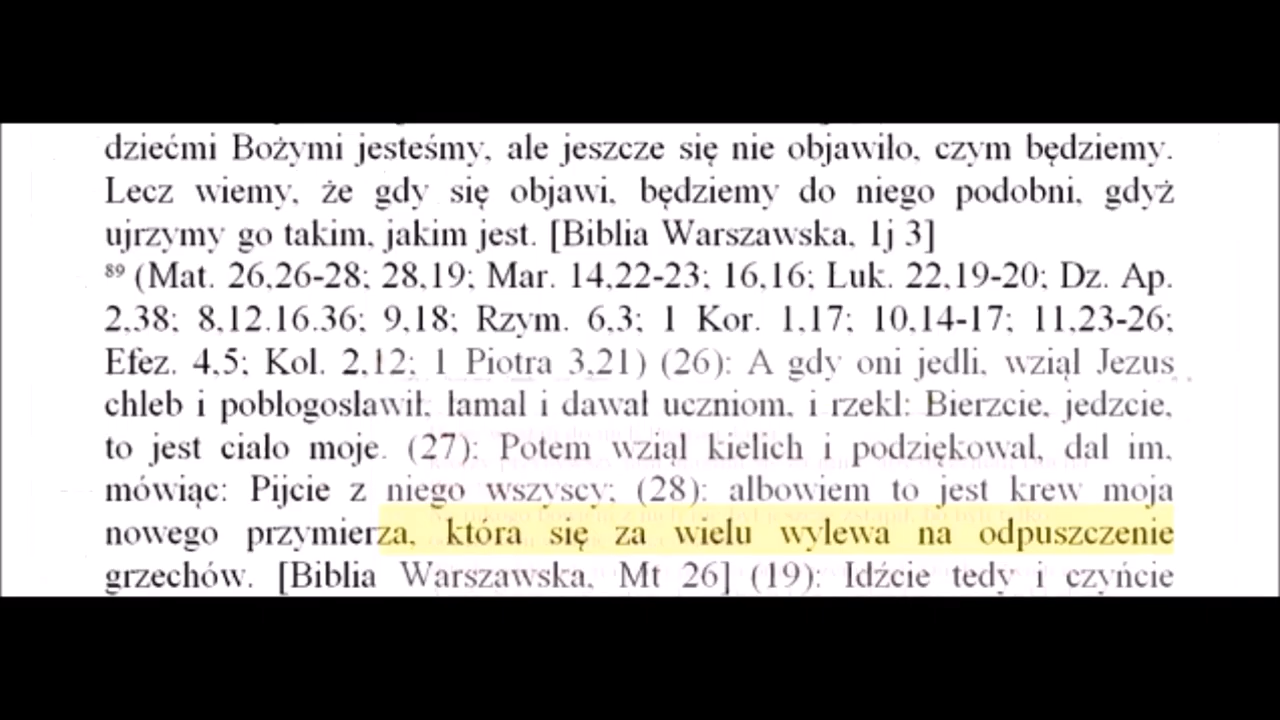 dziećmi Bożymi jesteśmy, ale jeszcze się nie objawiło, czym będziemy.
Lecz wiemy, że gdy się objawi, będziemy do niego podobni, gdyż
ujrzymy go takim, jakim jest. [Biblia Warszawska, 1j 3]
⁸⁹ (Mat. 26,26-28; 28,19; Mar. 14,22-23; 16,16; Luk. 22,19-20; Dz. Ap.
2,38; 8,12.16.36; 9,18; Rzym. 6,3; 1 Kor. 1,17; 10,14-17; 11,23-26;
Efez. 4,5; Kol. 2,12; 1 Piotra 3,21) (26): A gdy oni jedli, wziął Jezus
chleb i pobłogosławił, łamał i dawał uczniom, i rzekł: Bierzcie, jedzcie,
to jest ciało moje. (27): Potem wziął kielich i podziękował, dał im,
mówiąc: Pijcie z niego wszyscy; (28): albowiem to jest krew moja
nowego przymierza, która się za wielu wylewa na odpuszczenie
grzechów. [Biblia Warszawska, Mt 26] (19): Idźcie tedy i czyńcie